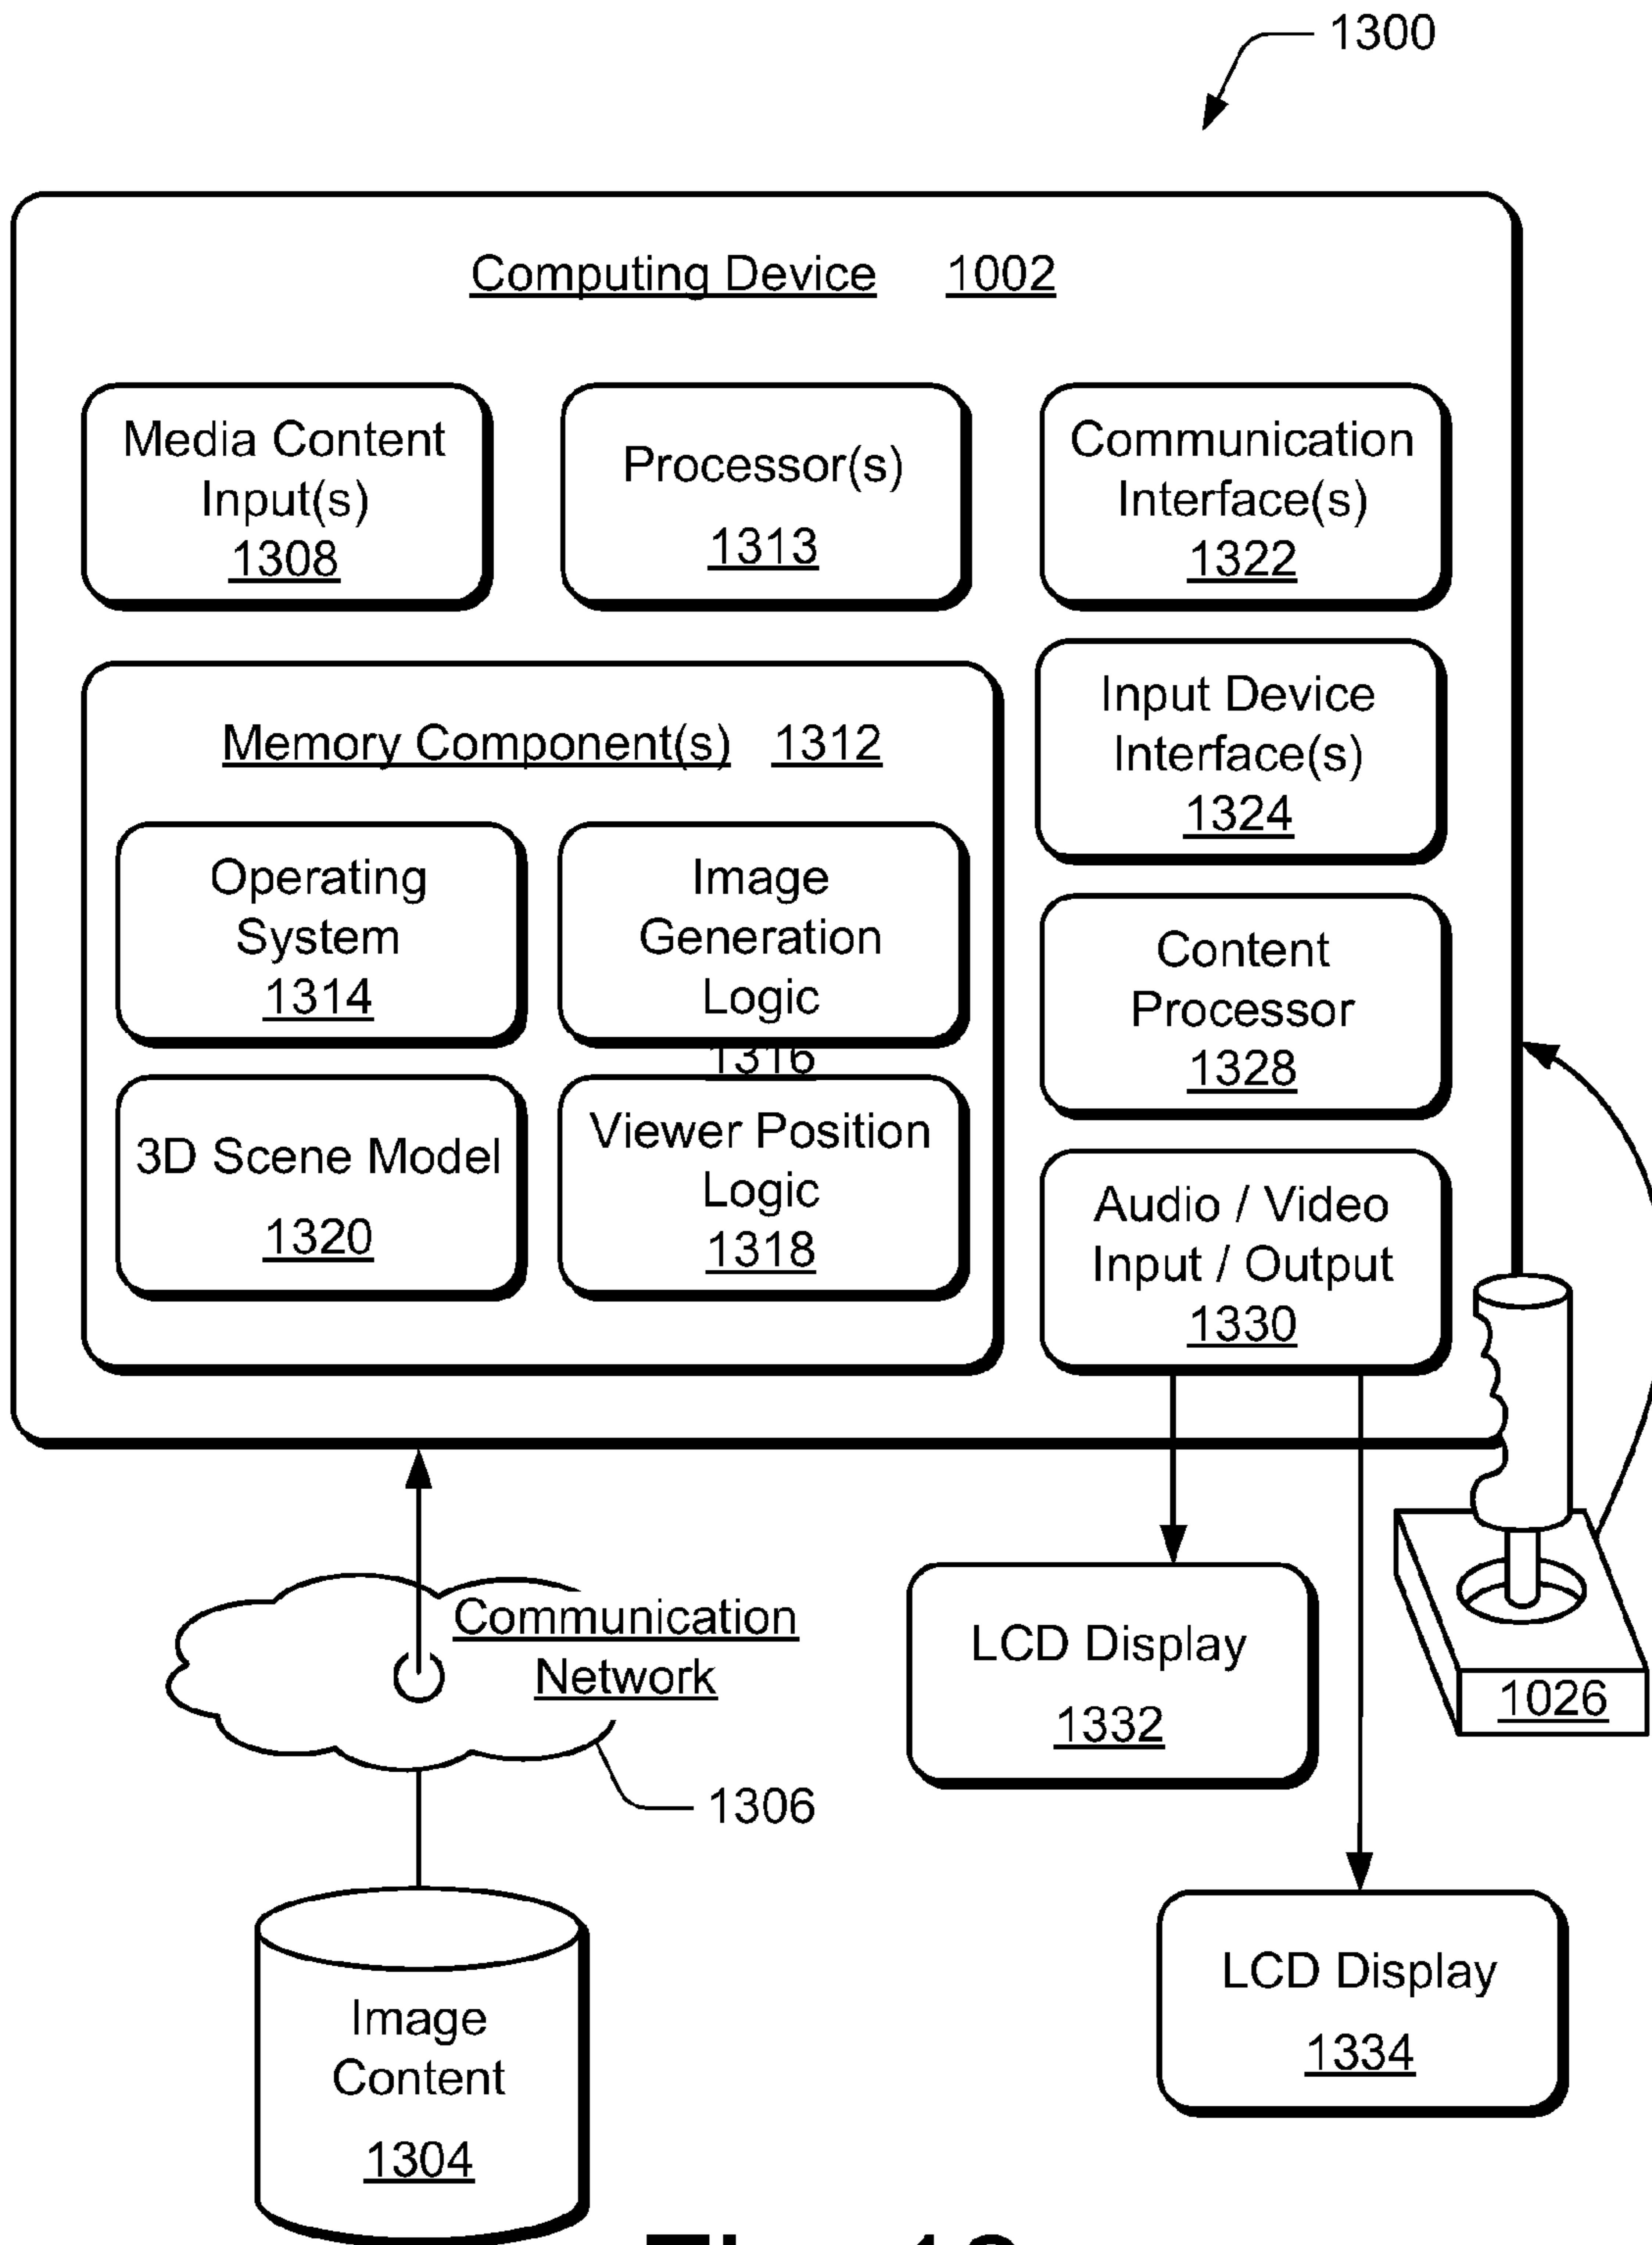 1300
Computing Device 1002
Media Content
Input(s)
1308
Processor(s)
1313
Communication
Interface(s)
1322
Memory Component(s) 1312
Operating
System
1314
Image
Generation
Logic
1316
3D Scene Model
1320
Viewer Position
Logic
1318
Input Device
Interface(s)
1324
Content
Processor
1328
Audio / Video
Input / Output
1330
Communication
Network
1306
LCD Display
1332
1026
LCD Display
1334
Image
Content
1304